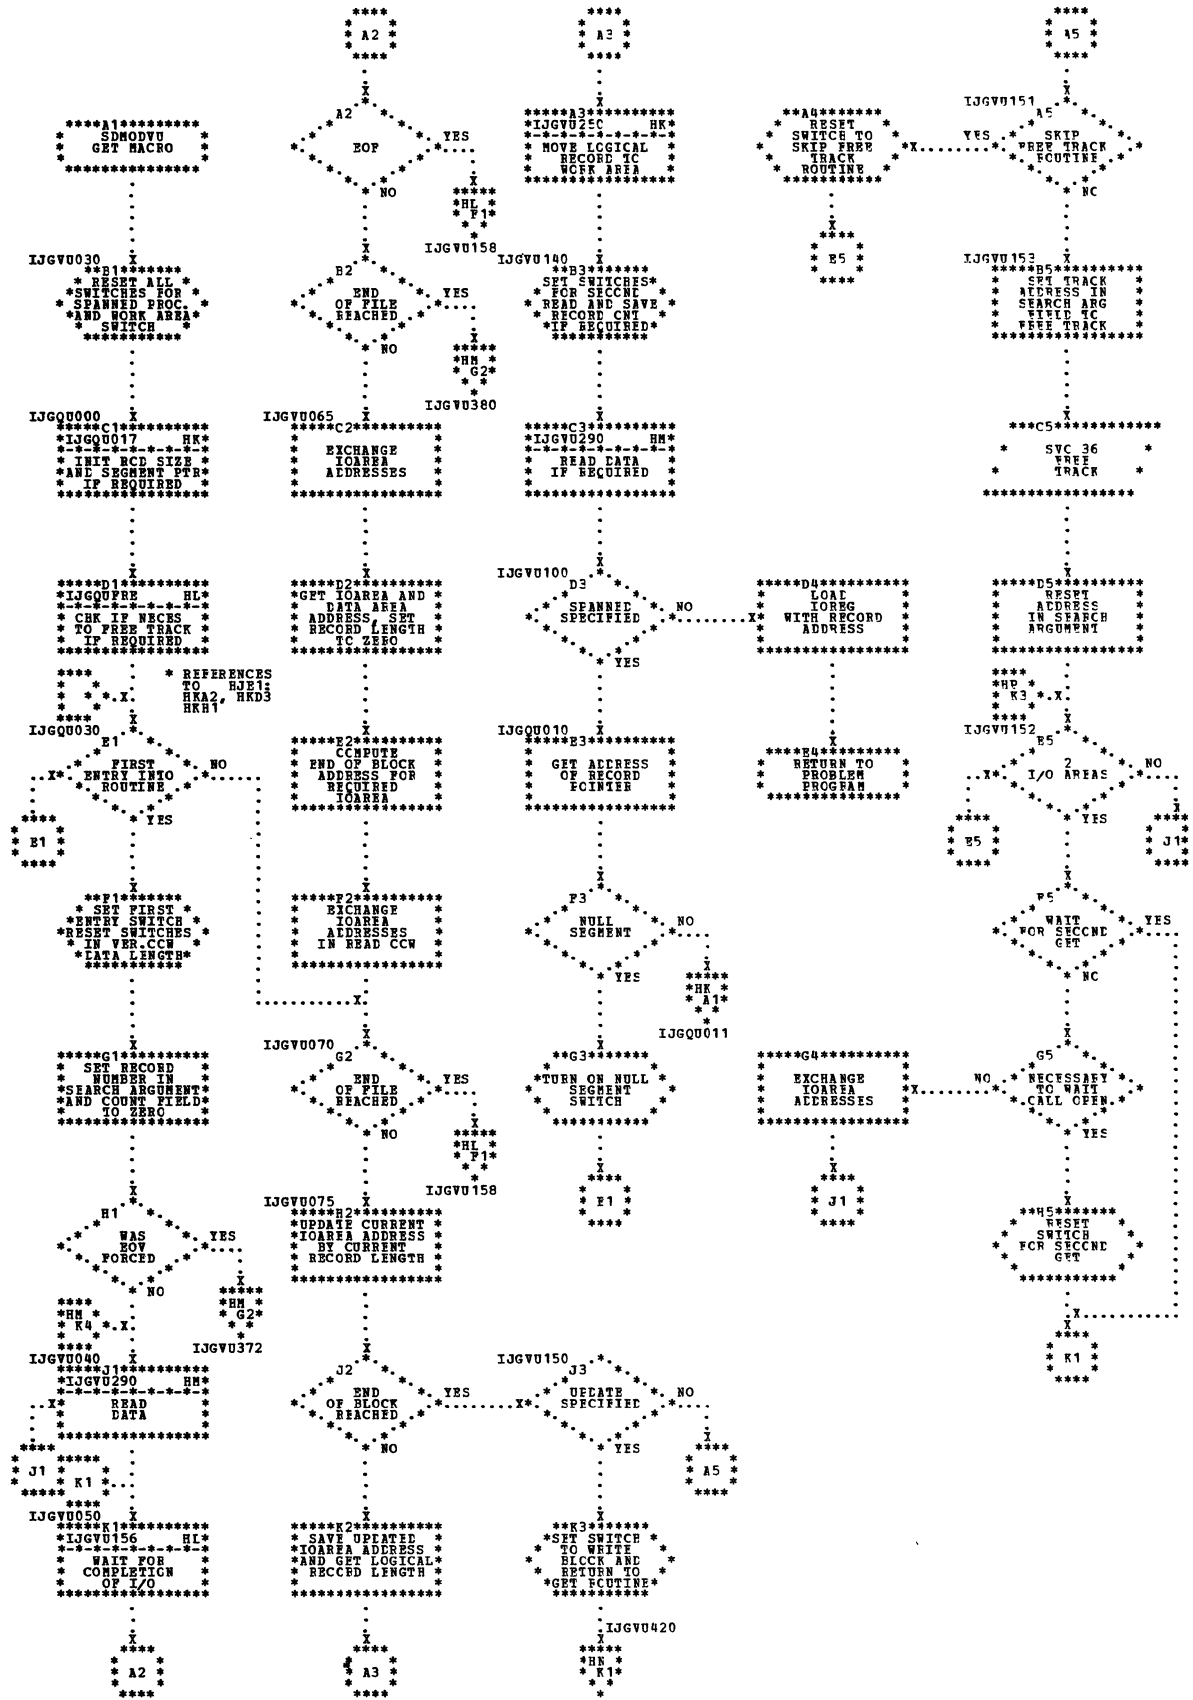 A1
SDMODVU
GET MACRO
IJGVU030
B1
RESET ALL
SWITCHES FOR
SPANNED PROC.
AND WORK AREA
SWITCH
IJGQU000
C1
IJGQU017 HK
INIT RCD SIZE
AND SEGMENT PTR
IF REQUIRED
D1
IJGQUFRE HL
CHK IF NECES
TO FREE TRACK
IF REQUIRED
* REFERENCES
TO HJE1:
HKA2, HKD3
HKH1
IJGQU030
E1
FIRST
ENTRY INTO
ROUTINE
NO
YES
E1
F1
SET FIRST
ENTRY SWITCH
RESET SWITCHES
IN VER.CCW
DATA LENGTH
G1
SET RECORD
NUMBER IN
SEARCH ARGUMENT
AND COUNT FIELD
TO ZERO
H1
WAS
EOV
FORCED
YES
NO
HM
G2
IJGVU372
HM
K4
IJGVU040
J1
IJGVU290 HM
READ
DATA
J1
K1
IJGVU050
K1
IJGVU156 HL
WAIT FOR
COMPLETION
OF I/O
A2
A2
A2
EOF
YES
NO
HL
F1
IJGVU158
B2
END
OF FILE
REACHED
YES
NO
HM
G2
IJGVU380
IJGVU065
C2
EXCHANGE
IOAREA
ADDRESSES
D2
GET IOAREA AND
DATA AREA
ADDRESS, SET
RECORD LENGTH
TO ZERO
E2
COMPUTE
END OF BLOCK
ADDRESS FOR
REQUIRED
IOAREA
F2
EXCHANGE
IOAREA
ADDRESSES
IN READ CCW
IJGVU070
G2
END
OF FILE
REACHED
YES
NO
HL
F1
IJGVU158
IJGVU075
H2
UPDATE CURRENT
IOAREA ADDRESS
BY CURRENT
RECORD LENGTH
J2
END
OF BLOCK
REACHED
YES
NO
K2
SAVE UPDATED
IOAREA ADDRESS
AND GET LOGICAL
RECORD LENGTH
A3
A3
A3
IJGVU250 HK
MOVE LOGICAL
RECORD TO
WORK AREA
IJGVU140
B3
SET SWITCHES
FOR SECOND
READ AND SAVE
RECORD CNT
IF REQUIRED
C3
IJGVU290 HM
READ DATA
IF REQUIRED
IJGVU100
D3
SPANNED
SPECIFIED
NO
YES
IJGQU010
E3
GET ADDRESS
OF RECORD
POINTER
F3
NULL
SEGMENT
NO
YES
HK
A1
IJGQU011
G3
TURN ON NULL
SEGMENT
SWITCH
E1
IJGVU150
J3
UPDATE
SPECIFIED
NO
YES
A5
K3
SET SWITCH
TO WRITE
BLOCK AND
RETURN TO
GET ROUTINE
IJGVU420
HN
K1
A4
RESET
SWITCH TO
SKIP FREE
TRACK
ROUTINE
E5
D4
LOAD
IOREG
WITH RECORD
ADDRESS
E4
RETURN TO
PROBLEM
PROGRAM
G4
EXCHANGE
IOAREA
ADDRESSES
J1
A5
IJGVU151
A5
SKIP
FREE TRACK
ROUTINE
YES
NO
IJGVU153
B5
SET TRACK
ADDRESS IN
SEARCH ARG
FIELD TO
FREE TRACK
C5
SVC 36
FREE
TRACK
D5
RESET
ADDRESS
IN SEARCH
ARGUMENT
K3
IJGVU152
E5
2
I/O AREAS
NO
YES
E5
J1
F5
WAIT
FOR SECOND
GET
YES
NO
G5
NECESSARY
TO WAIT
CALL OPEN
NO
YES
H5
RESET
SWITCH
FOR SECOND
GET
K1